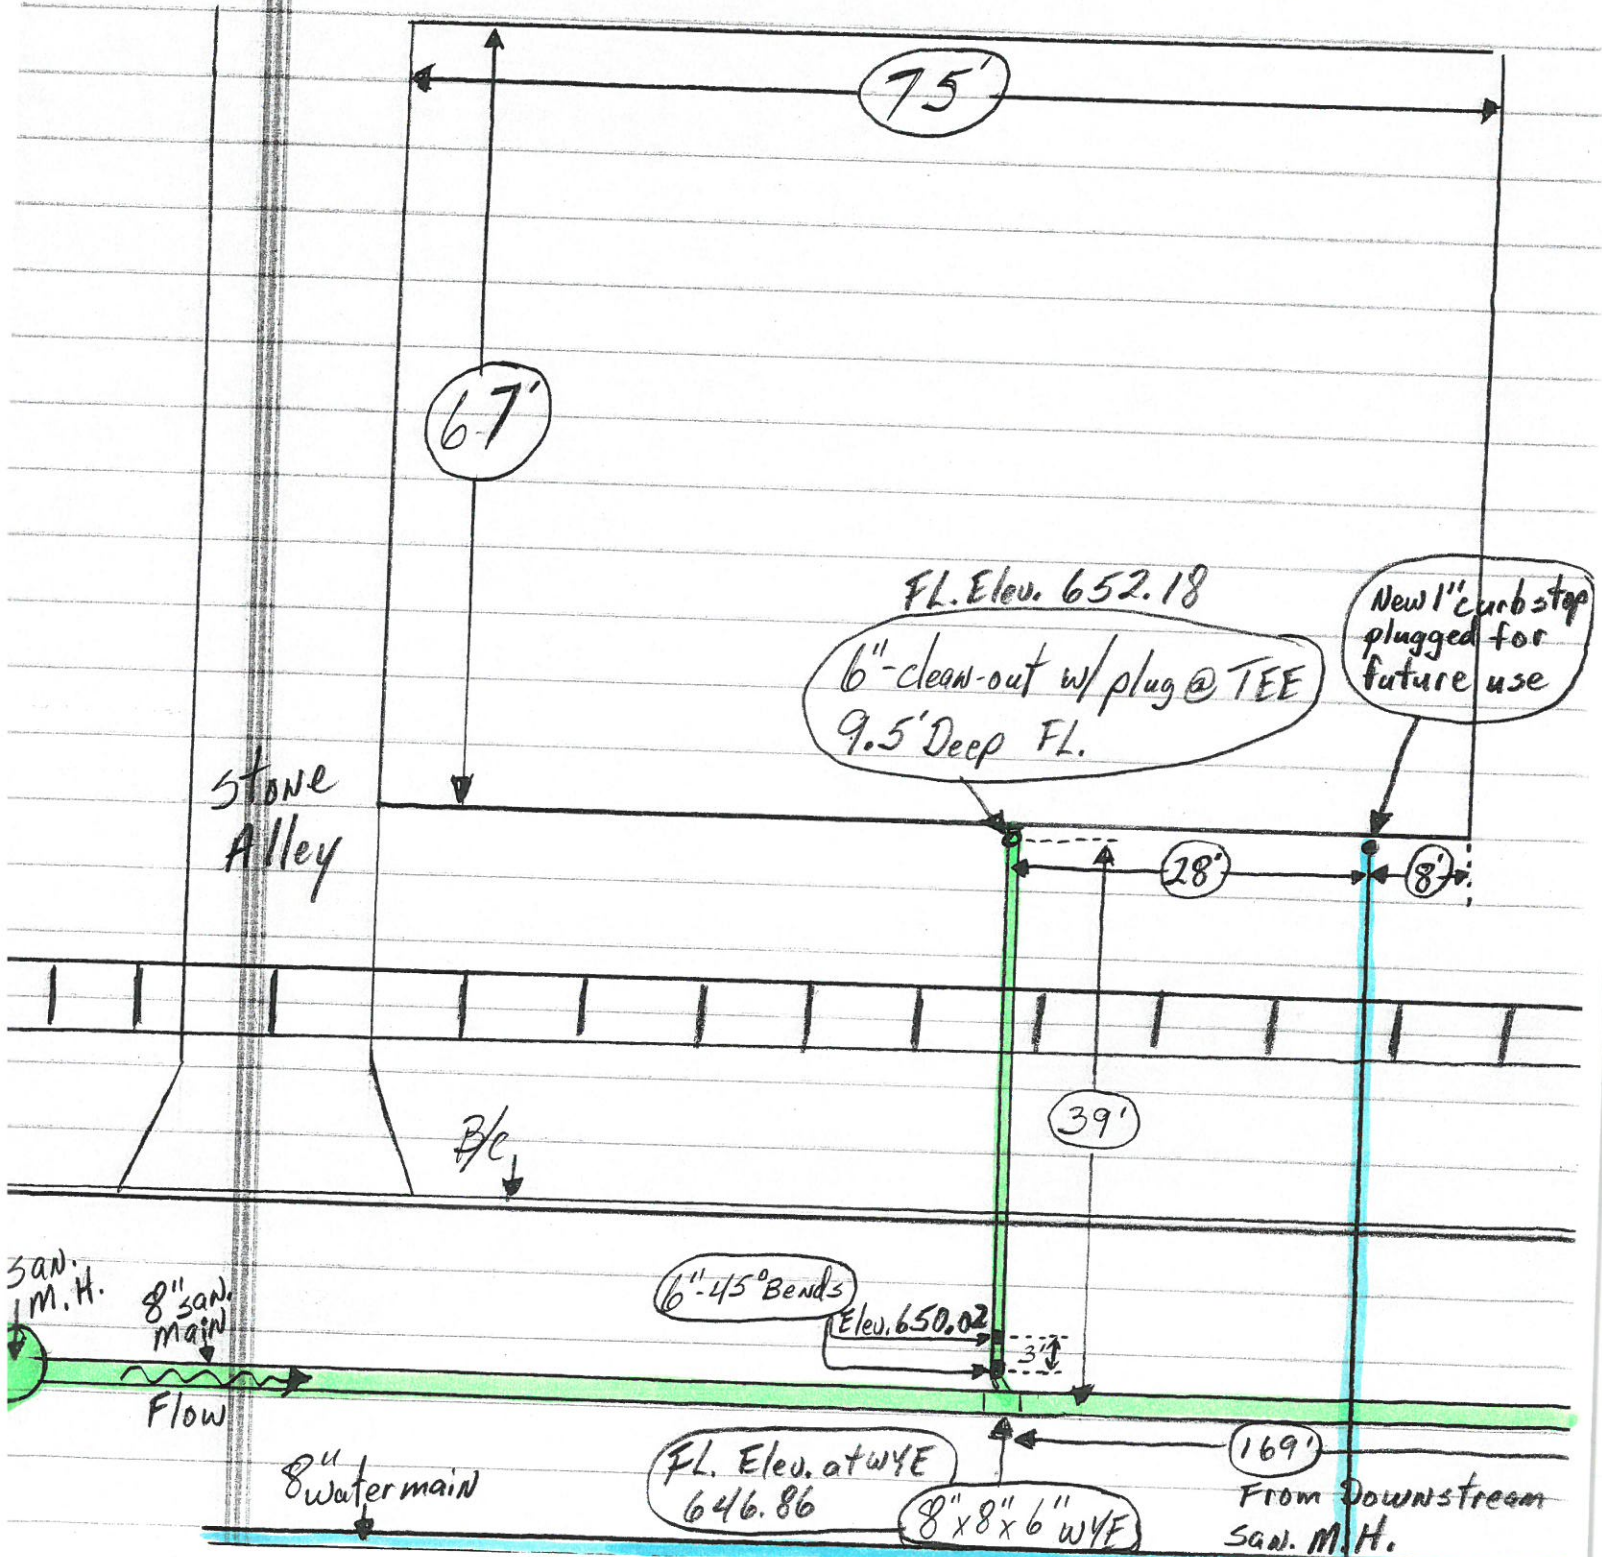 75'
67'
FL. Elev. 652.18
6"-clean-out w/ plug @ TEE
9.5' Deep FL.
New 1" curb stop
plugged for
future use
Stone
Alley
28'
8'
39'
B/C
San.
M.H.
8" san.
main
Flow
6"-45° Bends
Elev. 650.02
3'
8" watermain
FL. Elev. at WYE
646.86
8" x 8" x 6" WYE
169'
From Downstream
San. M.H.